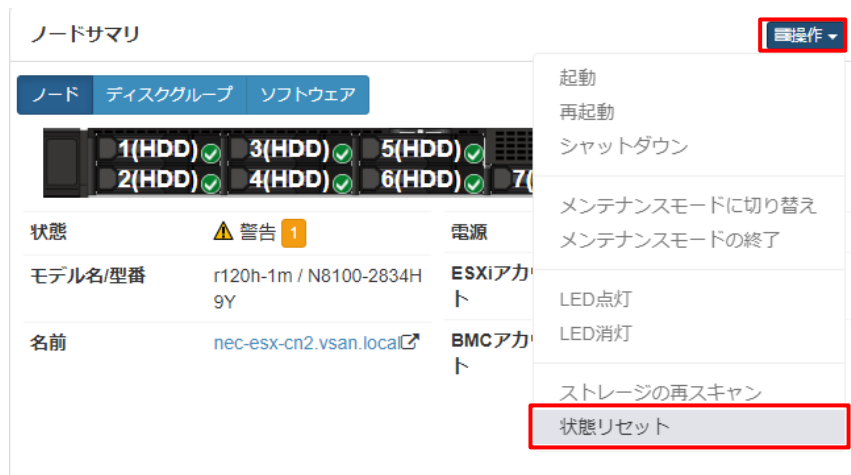 ノードサマリ
操作
ノード ディスクグループ ソフトウェア
1(HDD) 3(HDD) 5(HDD)
2(HDD) 4(HDD) 6(HDD) 7(
状態 警告 1 電源
モデル名/型番 r120h-1m / N8100-2834H ESXiアカ
9Y ト
名前 nec-esx-cn2.vsan.local BMCアカ
ト
起動
再起動
シャットダウン
メンテナンスモードに切り替え
メンテナンスモードの終了
LED点灯
LED消灯
ストレージの再スキャン
状態リセット